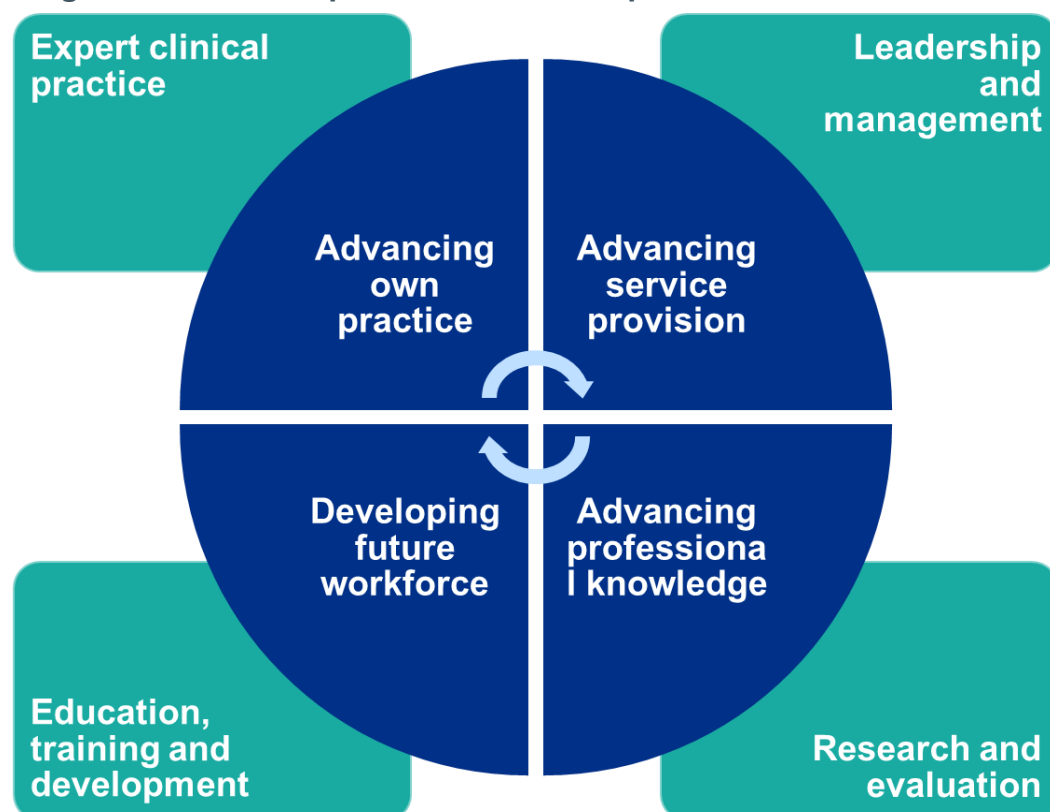 Expert clinical
practice
Leadership
and
management
Advancing
own
practice
Advancing
service
provision
Developing
future
workforce
Advancing
professiona
l knowledge
Education,
training and
development
Research and
evaluation